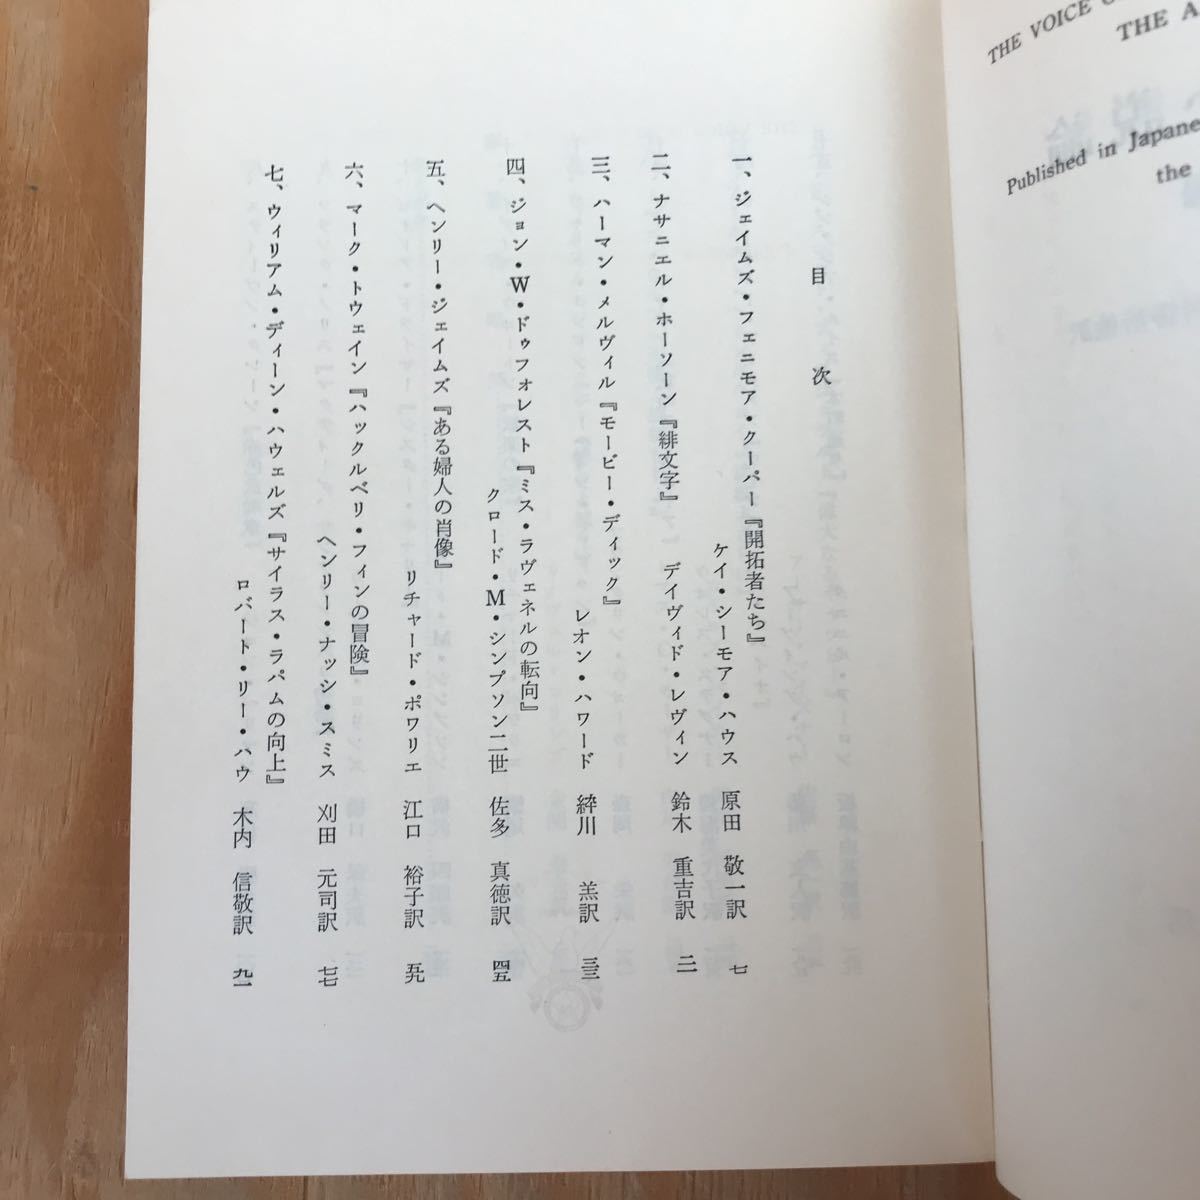 THE VOICE
THE A
説論
Published in Japane
the
目次
一、ジェイムズ・フェニモア・クーパー『開拓者たち』
ケイ・シーモア・ハウス 原田 敬一訳 七
二、ナサニエル・ホーソーン『緋文字』
デイヴィド・レヴィン 鈴木 重吉訳 二一
三、ハーマン・メルヴィル『モービー・ディック』
レオン・ハワード 粹川 羔訳 三三
四、ジョン・W・ドゥフォレスト『ミス・ラヴェネルの転向』
クロード・M・シンプソン二世 佐多 真徳訳 四五
五、ヘンリー・ジェイムズ『ある婦人の肖像』
リチャード・ポワリエ 江口 裕子訳 五九
六、マーク・トウェイン『ハックルベリ・フィンの冒険』
ヘンリー・ナッシ・スミス 刈田 元司訳 七七
七、ウィリアム・ディーン・ハウェルズ『サイラス・ラパムの向上』
ロバート・リー・ハウ 木内 信敬訳 九一